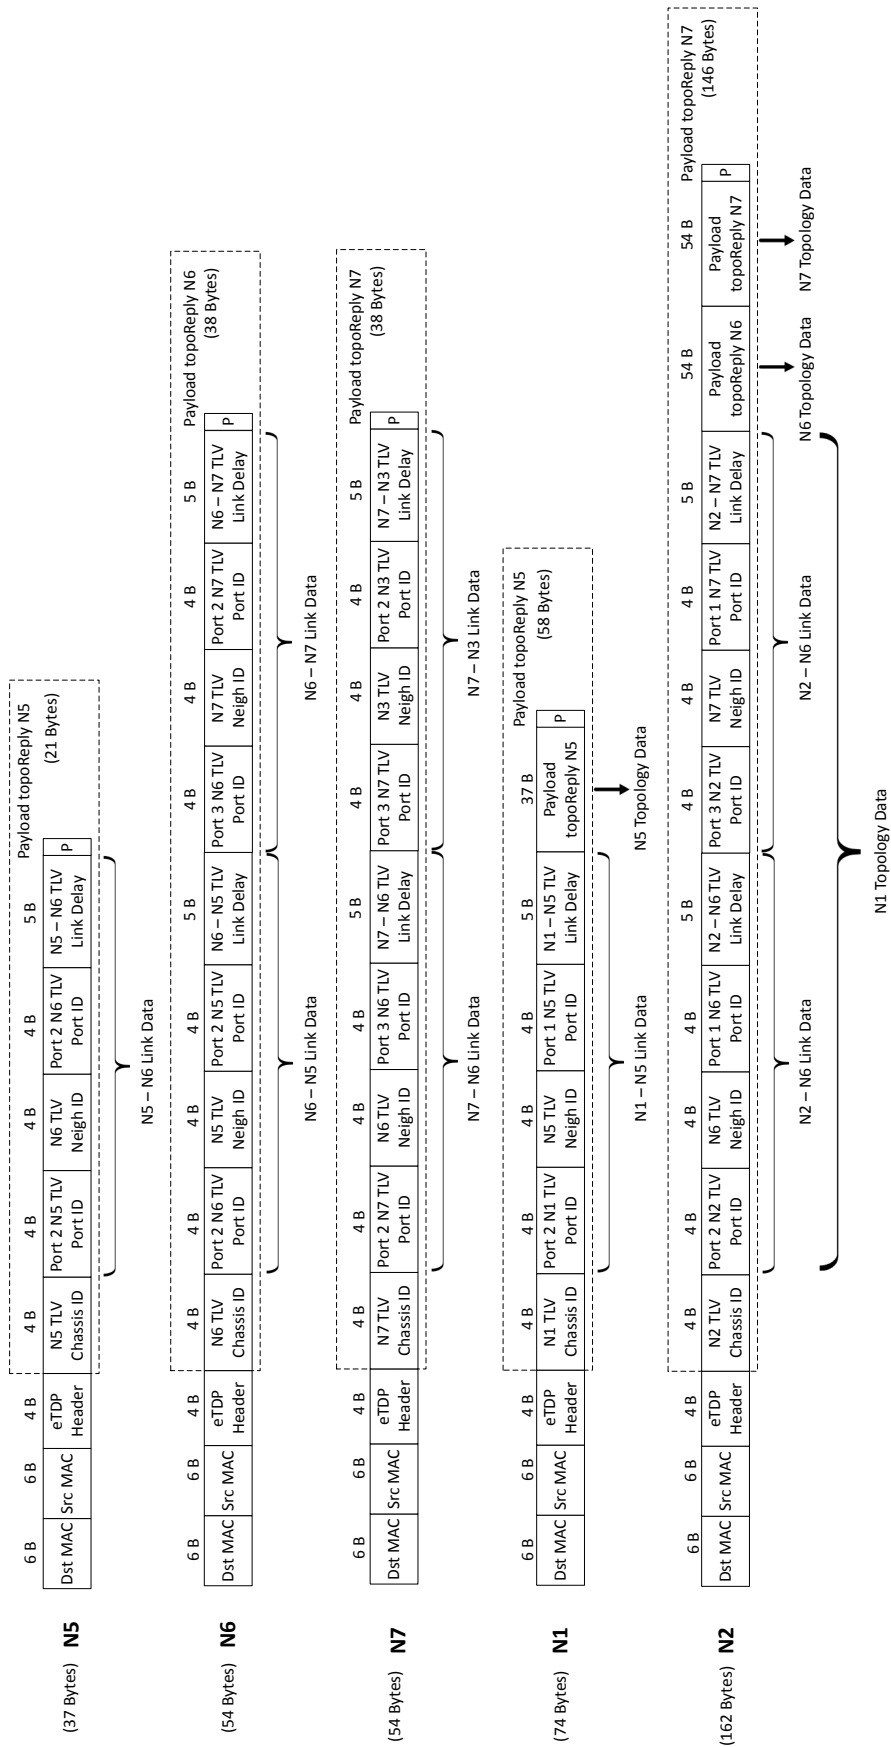 N5
(37 Bytes)
6 B
6 B
4 B
4 B
4 B
4 B
4 B
5 B
Payload topoReply N5
(21 Bytes)
Dst MAC
Src MAC
eTDP
Header
N5 TLV
Chassis ID
Port 2 N5 TLV
Port ID
N6 TLV
Neigh ID
Port 2 N6 TLV
Port ID
N5 – N6 TLV
Link Delay
P
N5 – N6 Link Data
N6
(54 Bytes)
6 B
6 B
4 B
4 B
4 B
4 B
4 B
5 B
4 B
4 B
4 B
5 B
Payload topoReply N6
(38 Bytes)
Dst MAC
Src MAC
eTDP
Header
N6 TLV
Chassis ID
Port 2 N6 TLV
Port ID
N5 TLV
Neigh ID
Port 2 N5 TLV
Port ID
N6 – N5 TLV
Link Delay
Port 3 N6 TLV
Port ID
N7 TLV
Neigh ID
Port 2 N7 TLV
Port ID
N6 – N7 TLV
Link Delay
P
N6 – N5 Link Data
N6 – N7 Link Data
N7
(54 Bytes)
6 B
6 B
4 B
4 B
4 B
4 B
4 B
5 B
4 B
4 B
4 B
5 B
Payload topoReply N7
(38 Bytes)
Dst MAC
Src MAC
eTDP
Header
N7 TLV
Chassis ID
Port 2 N7 TLV
Port ID
N6 TLV
Neigh ID
Port 3 N6 TLV
Port ID
N7 – N6 TLV
Link Delay
Port 3 N7 TLV
Port ID
N3 TLV
Neigh ID
Port 2 N3 TLV
Port ID
N7 – N3 TLV
Link Delay
P
N7 – N6 Link Data
N7 – N3 Link Data
N1
(74 Bytes)
6 B
6 B
4 B
4 B
4 B
4 B
4 B
5 B
37 B
Payload topoReply N5
(58 Bytes)
Dst MAC
Src MAC
eTDP
Header
N1 TLV
Chassis ID
Port 2 N1 TLV
Port ID
N5 TLV
Neigh ID
Port 1 N5 TLV
Port ID
N1 – N5 TLV
Link Delay
Payload
topoReply N5
P
N1 – N5 Link Data
N5 Topology Data
N2
(162 Bytes)
6 B
6 B
4 B
4 B
4 B
4 B
4 B
5 B
4 B
4 B
4 B
5 B
54 B
54 B
Payload topoReply N7
(146 Bytes)
Dst MAC
Src MAC
eTDP
Header
N2 TLV
Chassis ID
Port 2 N2 TLV
Port ID
N6 TLV
Neigh ID
Port 1 N6 TLV
Port ID
N2 – N6 TLV
Link Delay
Port 3 N2 TLV
Port ID
N7 TLV
Neigh ID
Port 1 N7 TLV
Port ID
N2 – N7 TLV
Link Delay
Payload
topoReply N6
Payload
topoReply N7
P
N2 – N6 Link Data
N2 – N6 Link Data
N6 Topology Data
N7 Topology Data
N1 Topology Data